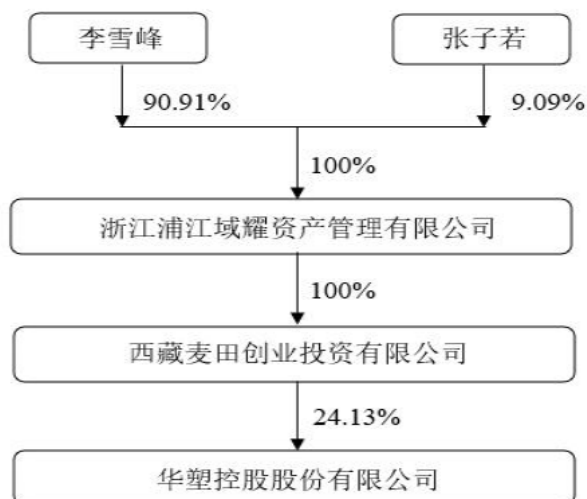 李雪峰
张子若
90.91%
9.09%
100%
浙江浦江域耀资产管理有限公司
100%
西藏麦田创业投资有限公司
24.13%
华塑控股股份有限公司